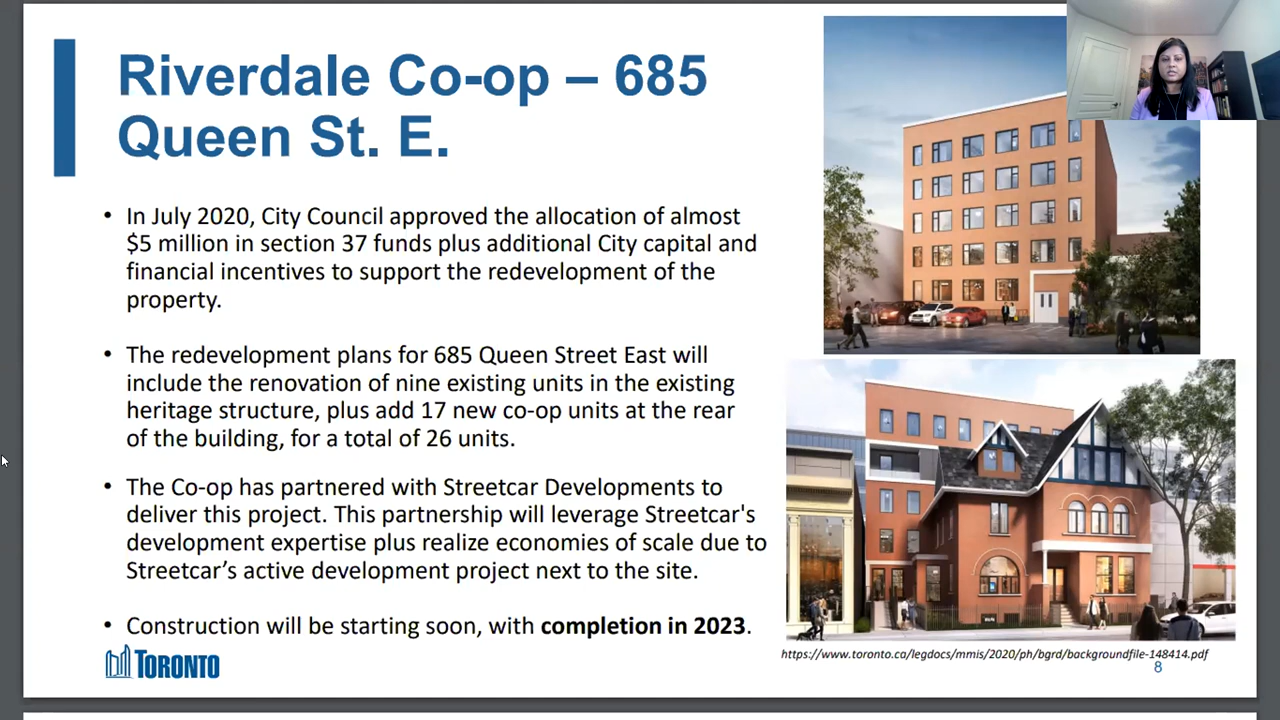 Riverdale Co-op – 685
Queen St. E.
• In July 2020, City Council approved the allocation of almost
$5 million in section 37 funds plus additional City capital and
financial incentives to support the redevelopment of the
property.
• The redevelopment plans for 685 Queen Street East will
include the renovation of nine existing units in the existing
heritage structure, plus add 17 new co-op units at the rear
of the building, for a total of 26 units.
• The Co-op has partnered with Streetcar Developments to
deliver this project. This partnership will leverage Streetcar's
development expertise plus realize economies of scale due to
Streetcar’s active development project next to the site.
• Construction will be starting soon, with completion in 2023.
TORONTO
https://www.toronto.ca/legdocs/mmis/2020/ph/bgrd/backgroundfile-148414.pdf
8